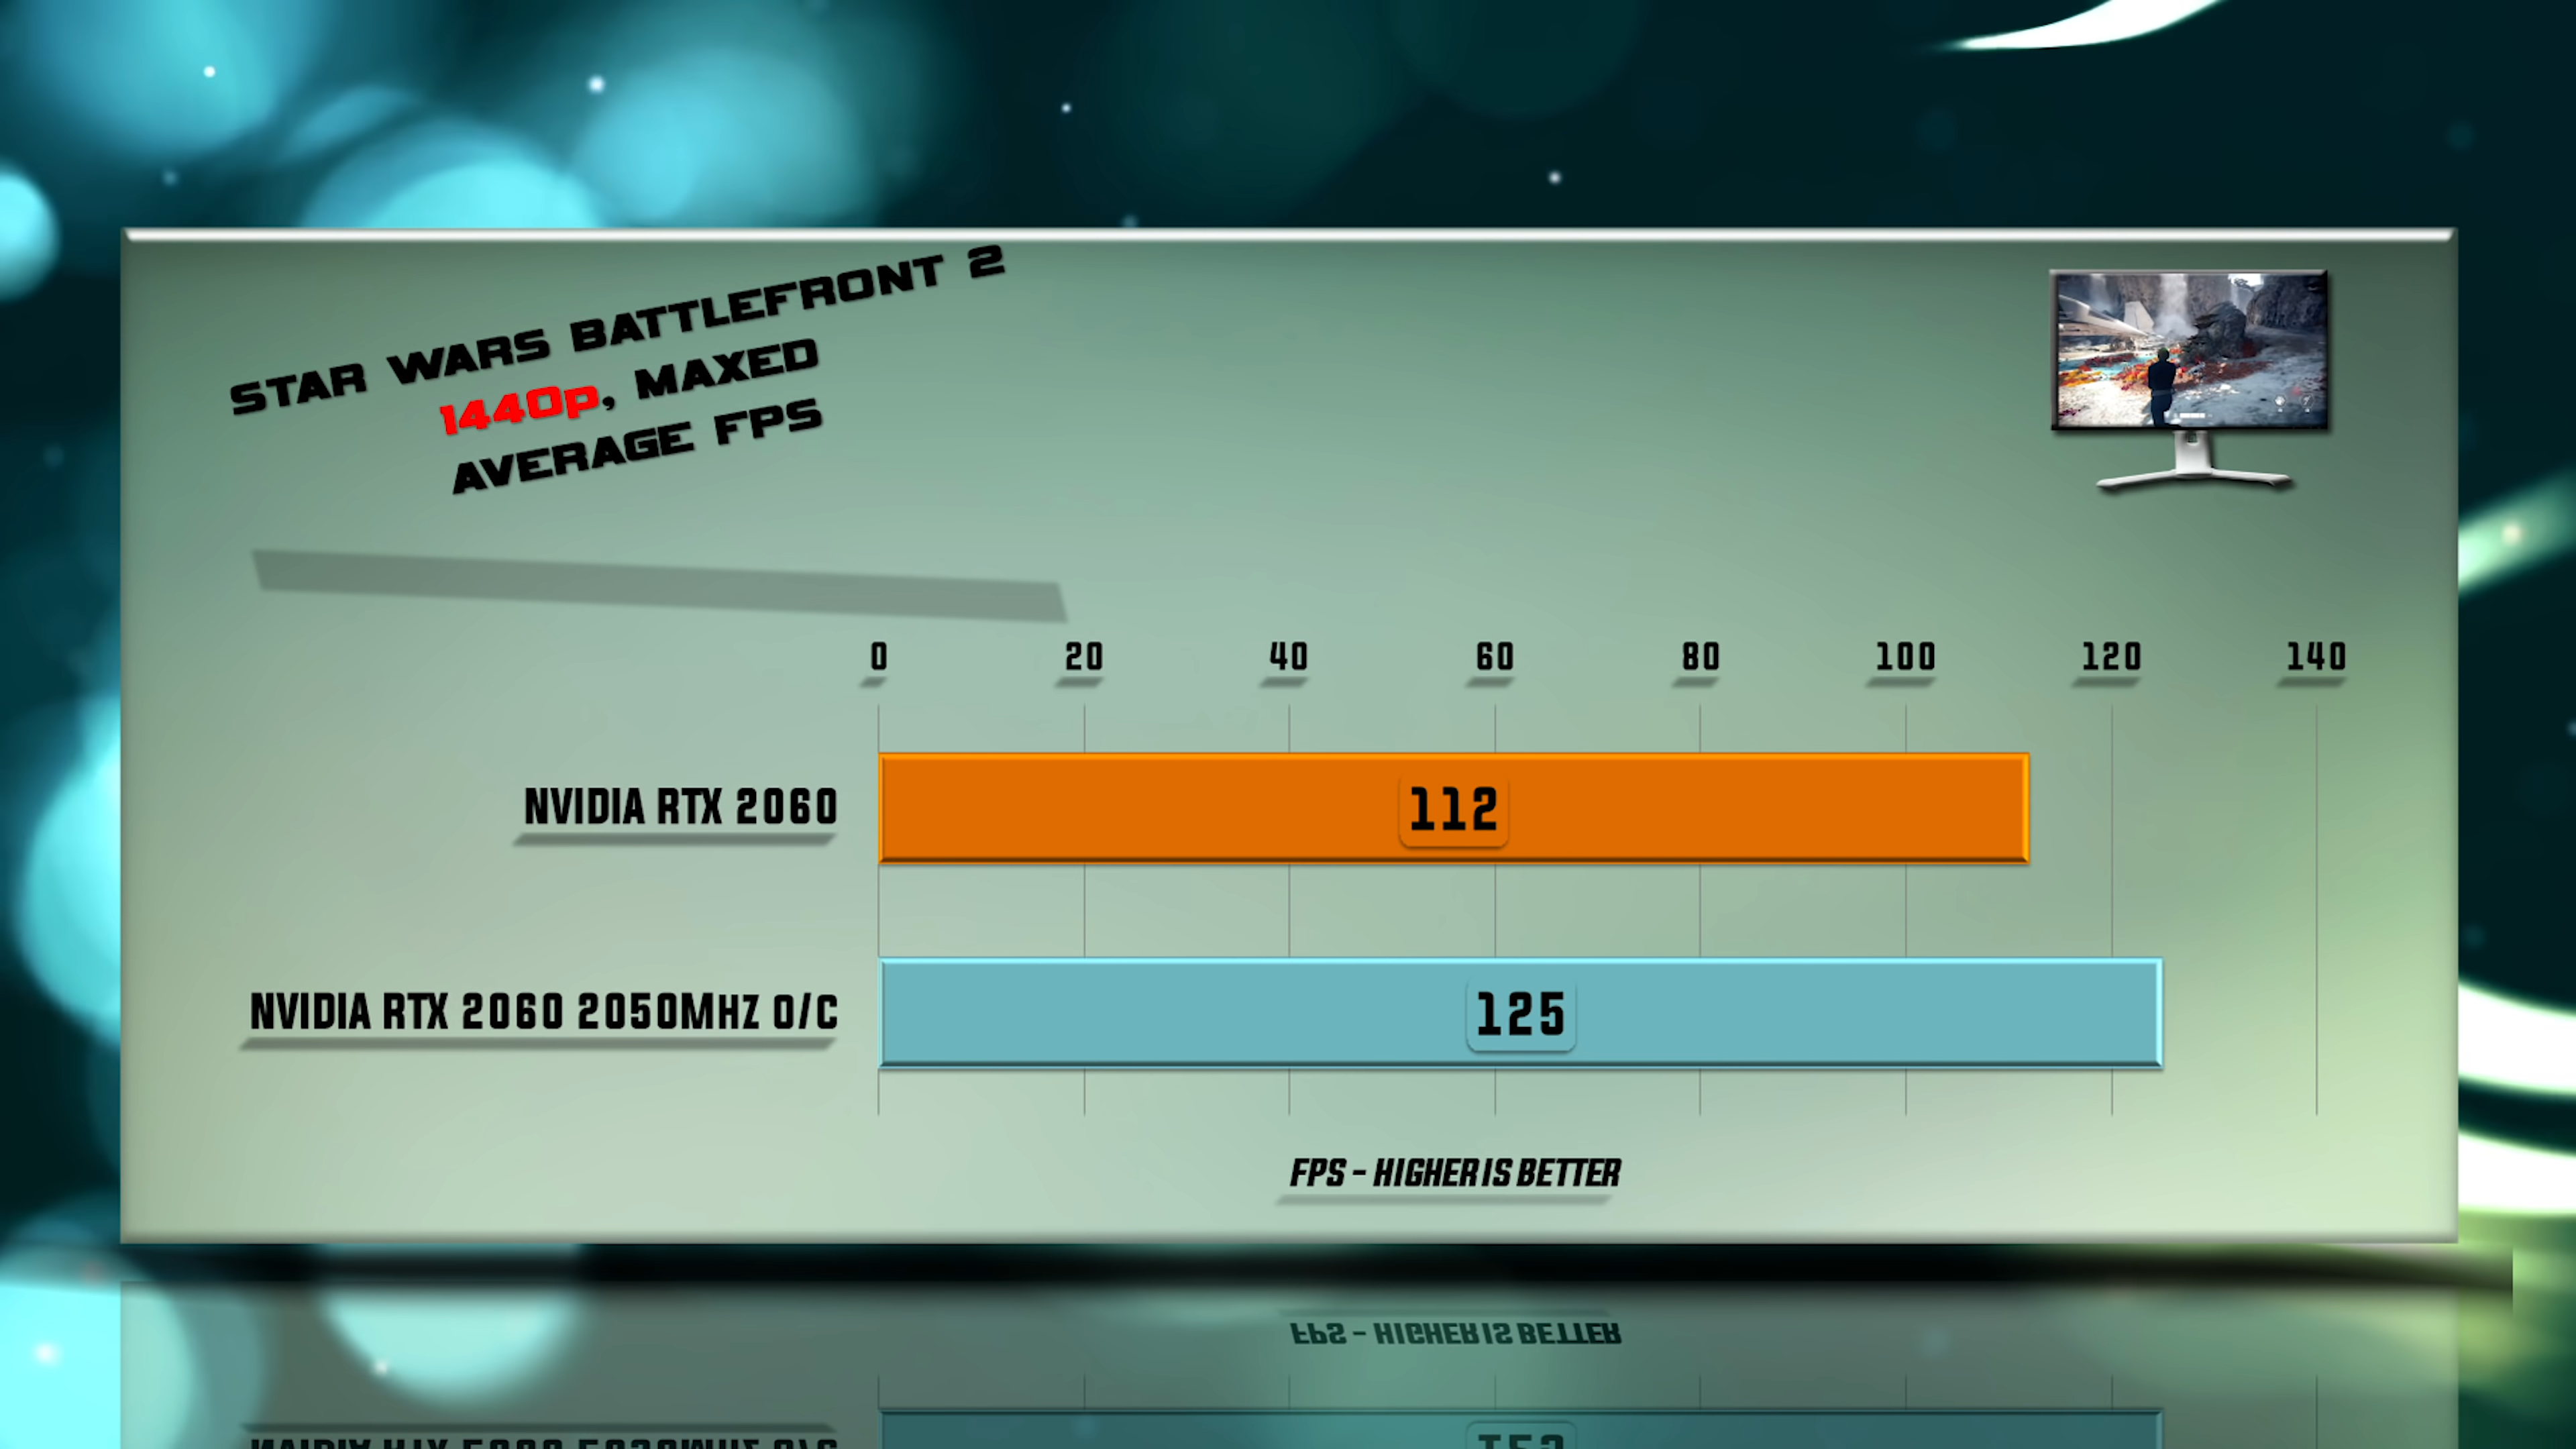 STAR WARS BATTLEFRONT 2
1440p, MAXED
AVERAGE FPS
0 20 40 60 80 100 120 140
NVIDIA RTX 2060 112
NVIDIA RTX 2060 2050MHZ O/C 125
FPS - HIGHER IS BETTER